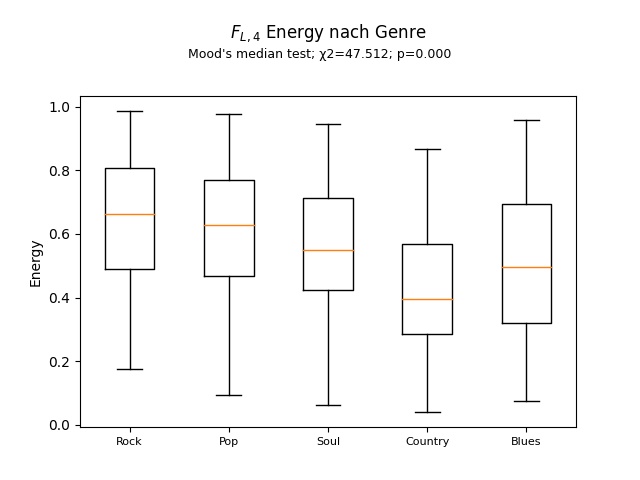 F_{L,4} Energy nach Genre
Mood's median test; χ2=47.512; p=0.000
1.0
0.8
0.6
0.4
0.2
0.0
Energy
Rock Pop Soul Country Blues